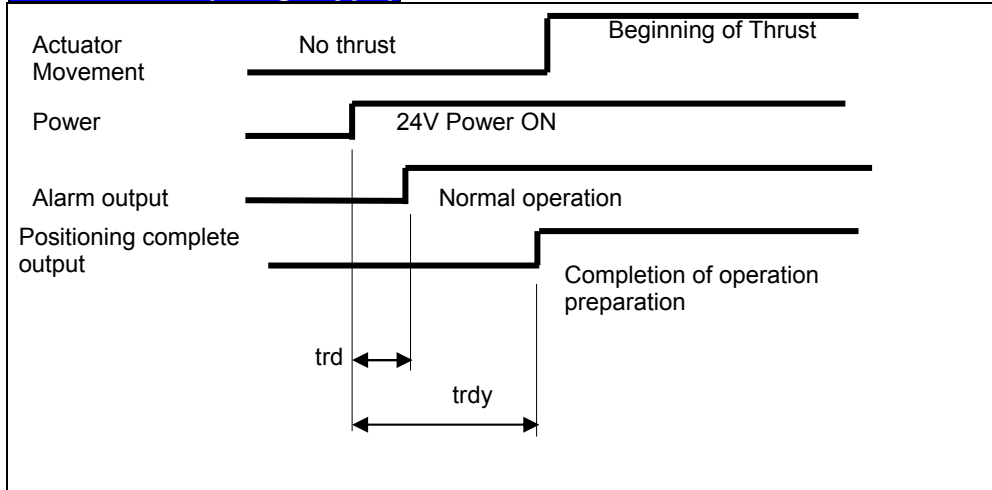 Actuator
Movement
No thrust
Beginning of Thrust
Power
24V Power ON
Alarm output
Normal operation
Positioning complete
output
Completion of operation
preparation
trd
trdy